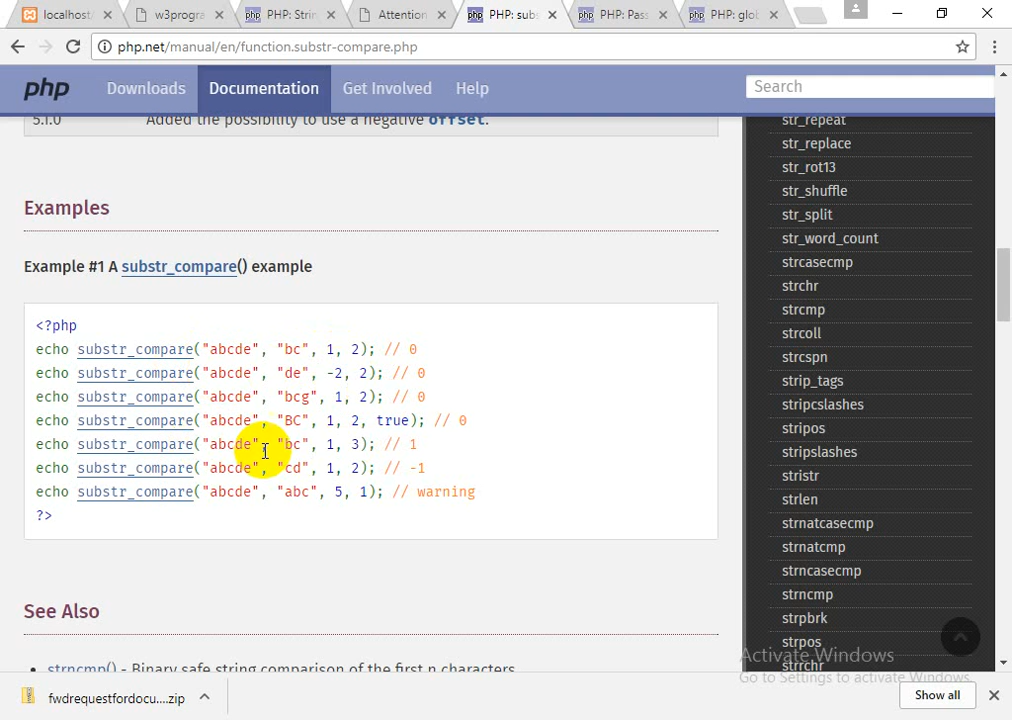 localhost/
w3progra
PHP: Strin
Attention
PHP: subs
PHP: Pass
PHP: glob
php.net/manual/en/function.substr-compare.php
php Downloads Documentation Get Involved Help Search
5.1.0 Added the possibility to use a negative offset.
Examples
Example #1 A substr_compare() example
<?php
echo substr_compare("abcde", "bc", 1, 2); // 0
echo substr_compare("abcde", "de", -2, 2); // 0
echo substr_compare("abcde", "bcg", 1, 2); // 0
echo substr_compare("abcde", "BC", 1, 2, true); // 0
echo substr_compare("abcde", "bc", 1, 3); // 1
echo substr_compare("abcde", "cd", 1, 2); // -1
echo substr_compare("abcde", "abc", 5, 1); // warning
?>
See Also
strncmp() - Binary safe string comparison of the first n characters
str_repeat
str_replace
str_rot13
str_shuffle
str_split
str_word_count
strcasecmp
strchr
strcmp
strcoll
strcspn
strip_tags
stripcslashes
stripos
stripslashes
stristr
strlen
strnatcasecmp
strnatcmp
strncasecmp
strncmp
strpbrk
strpos
strrchr
Activate Windows
Go to Settings to activate Windows.
fwdrequestfordocu....zip
Show all